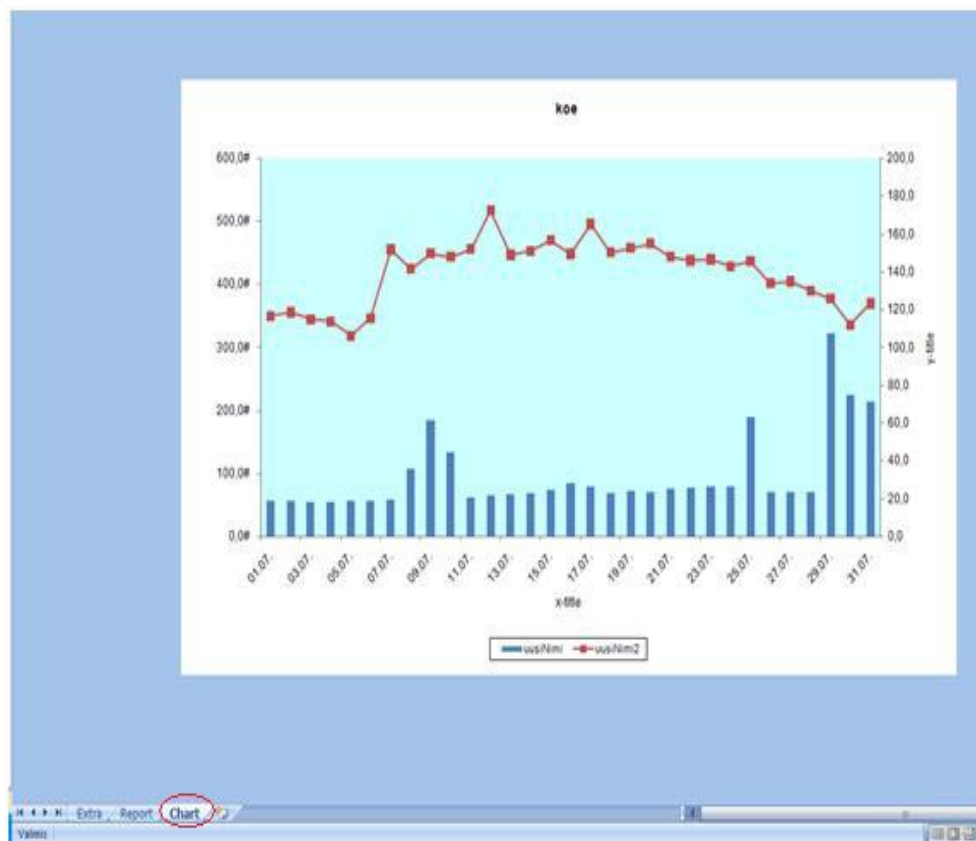 koe
600,0# 200,0
180,0
500,0# 160,0
140,0
400,0# 120,0
300,0# 100,0
y-title
80,0
200,0# 60,0
40,0
100,0# 20,0
0,0# 0,0
01.07. 03.07. 05.07. 07.07. 09.07. 11.07. 13.07. 15.07. 17.07. 19.07. 21.07. 23.07. 25.07. 27.07. 29.07. 31.07.
x-title
uusiNimi uusiNimi2
Extra Report Chart
Valmis